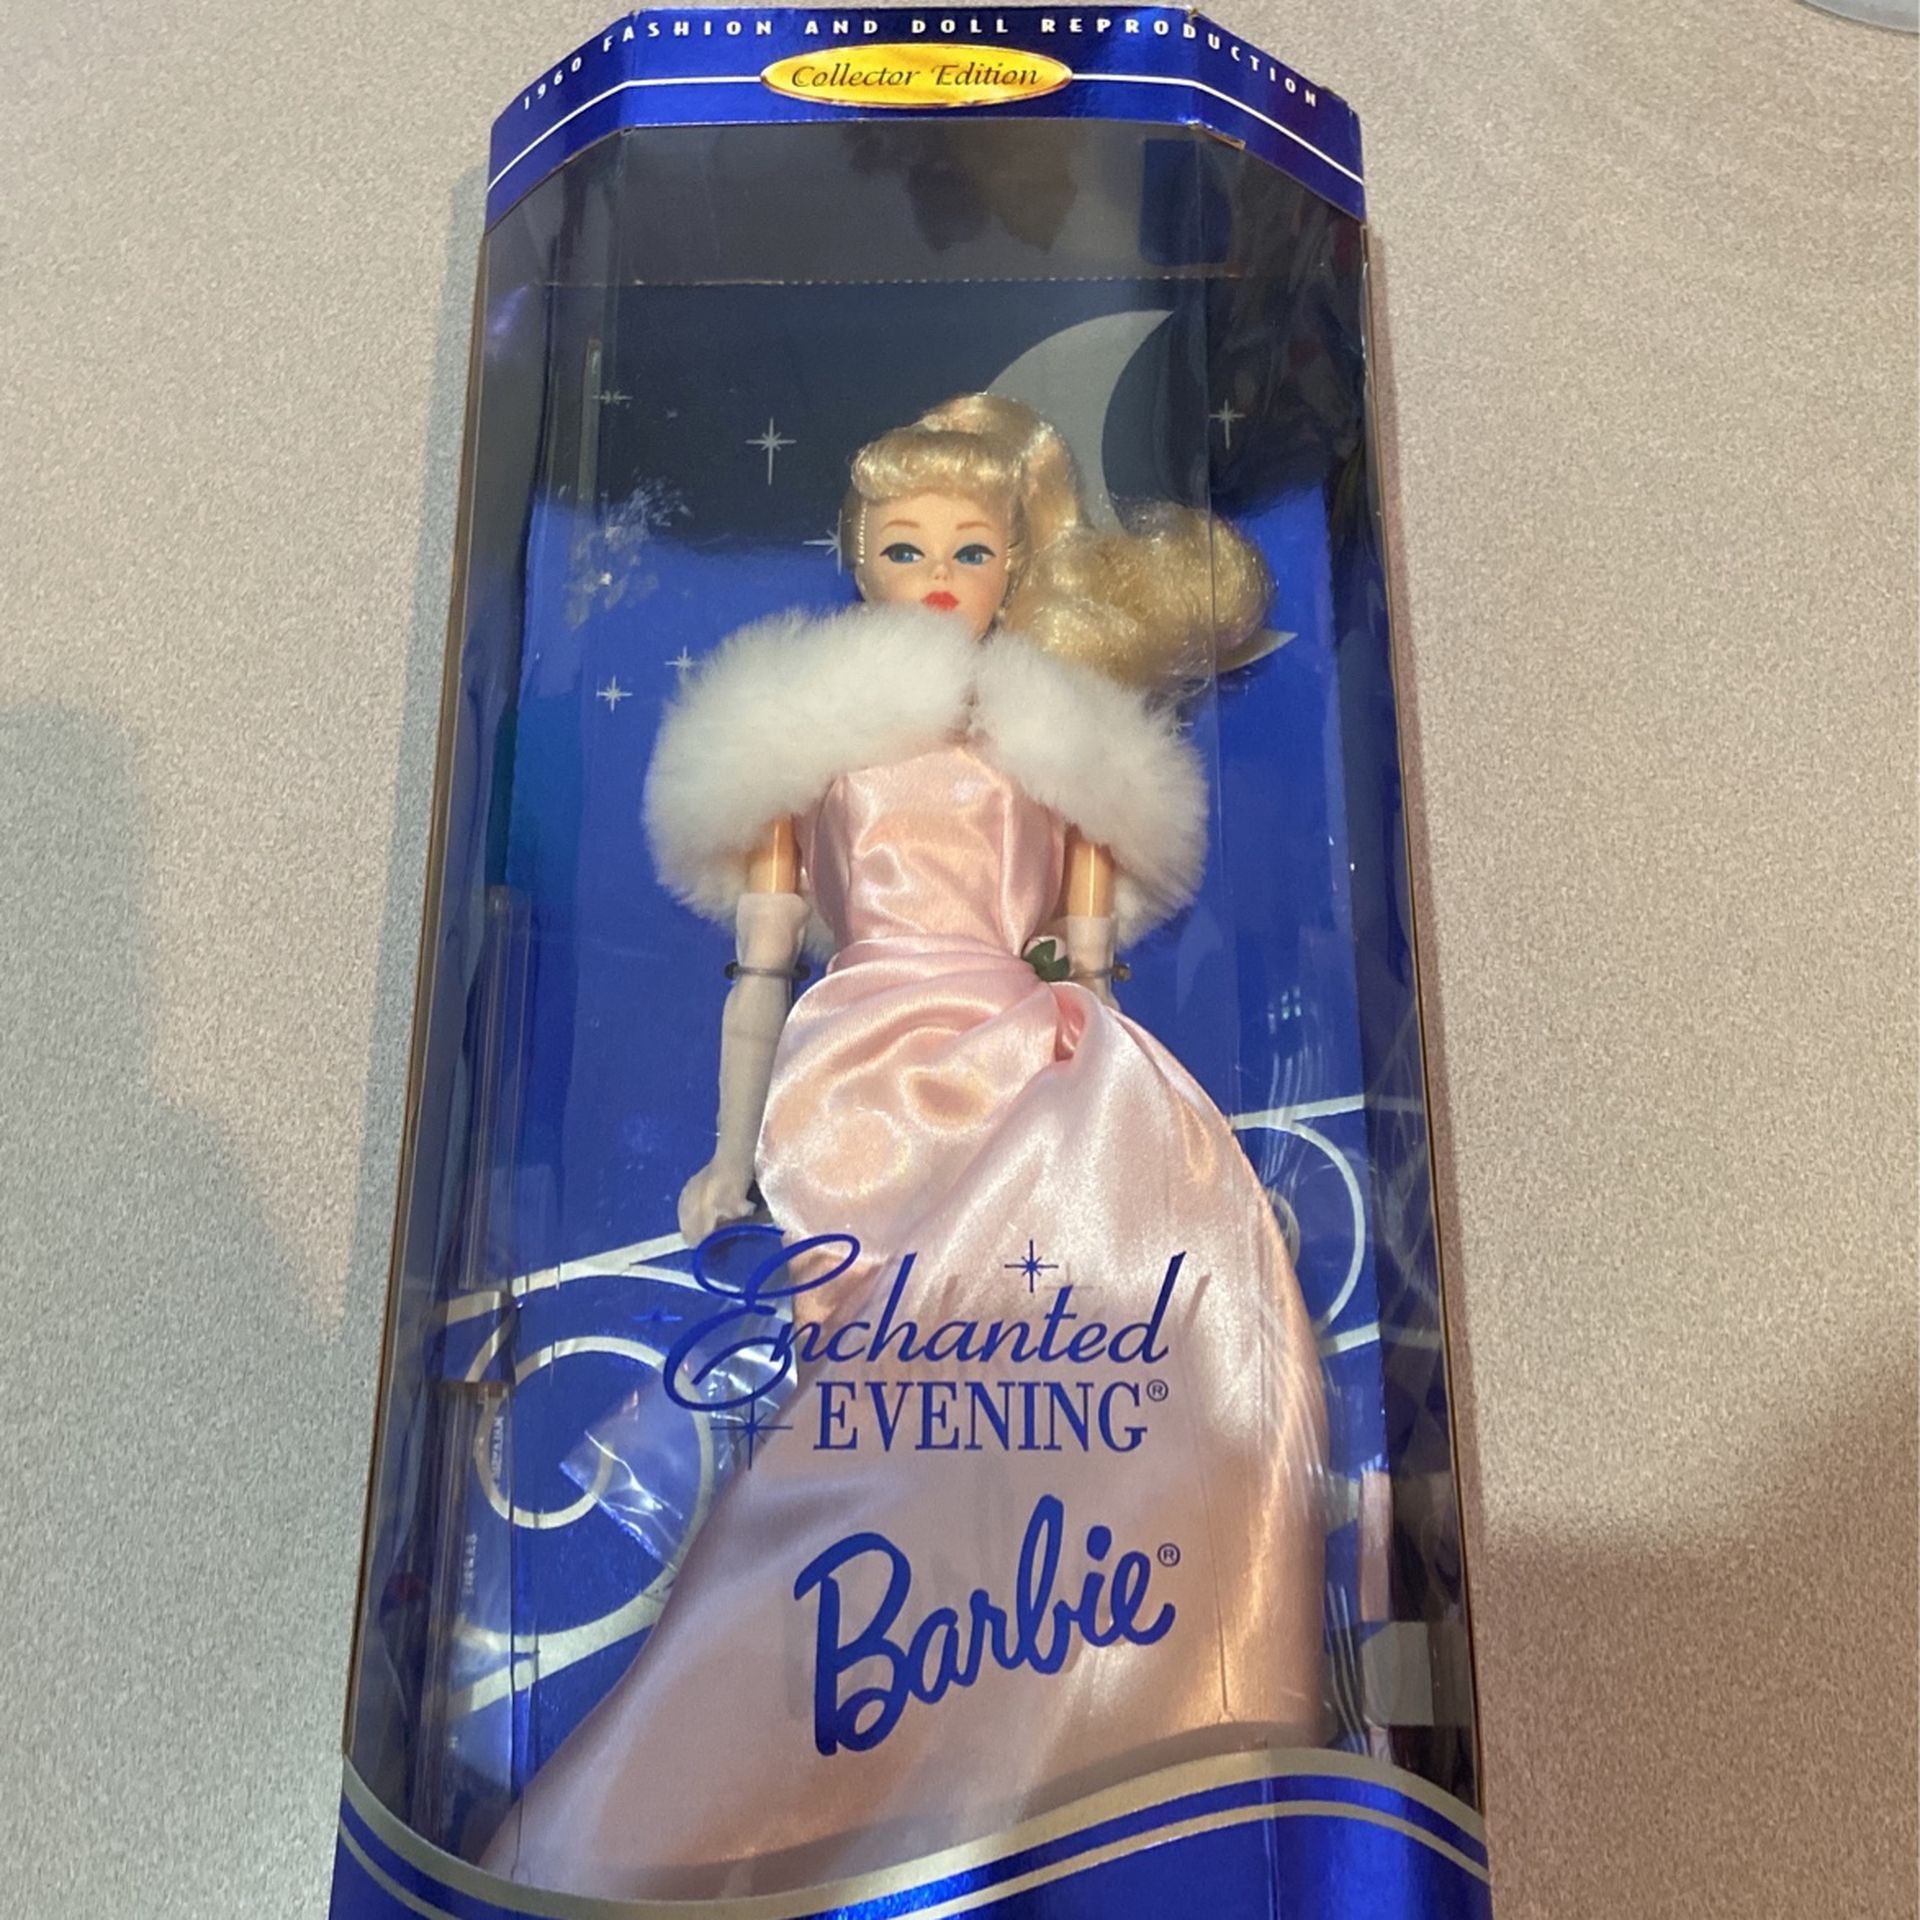 1960 FASHION AND DOLL REPRODUCTION
Collector Edition
Enchanted
EVENING®
Barbie®